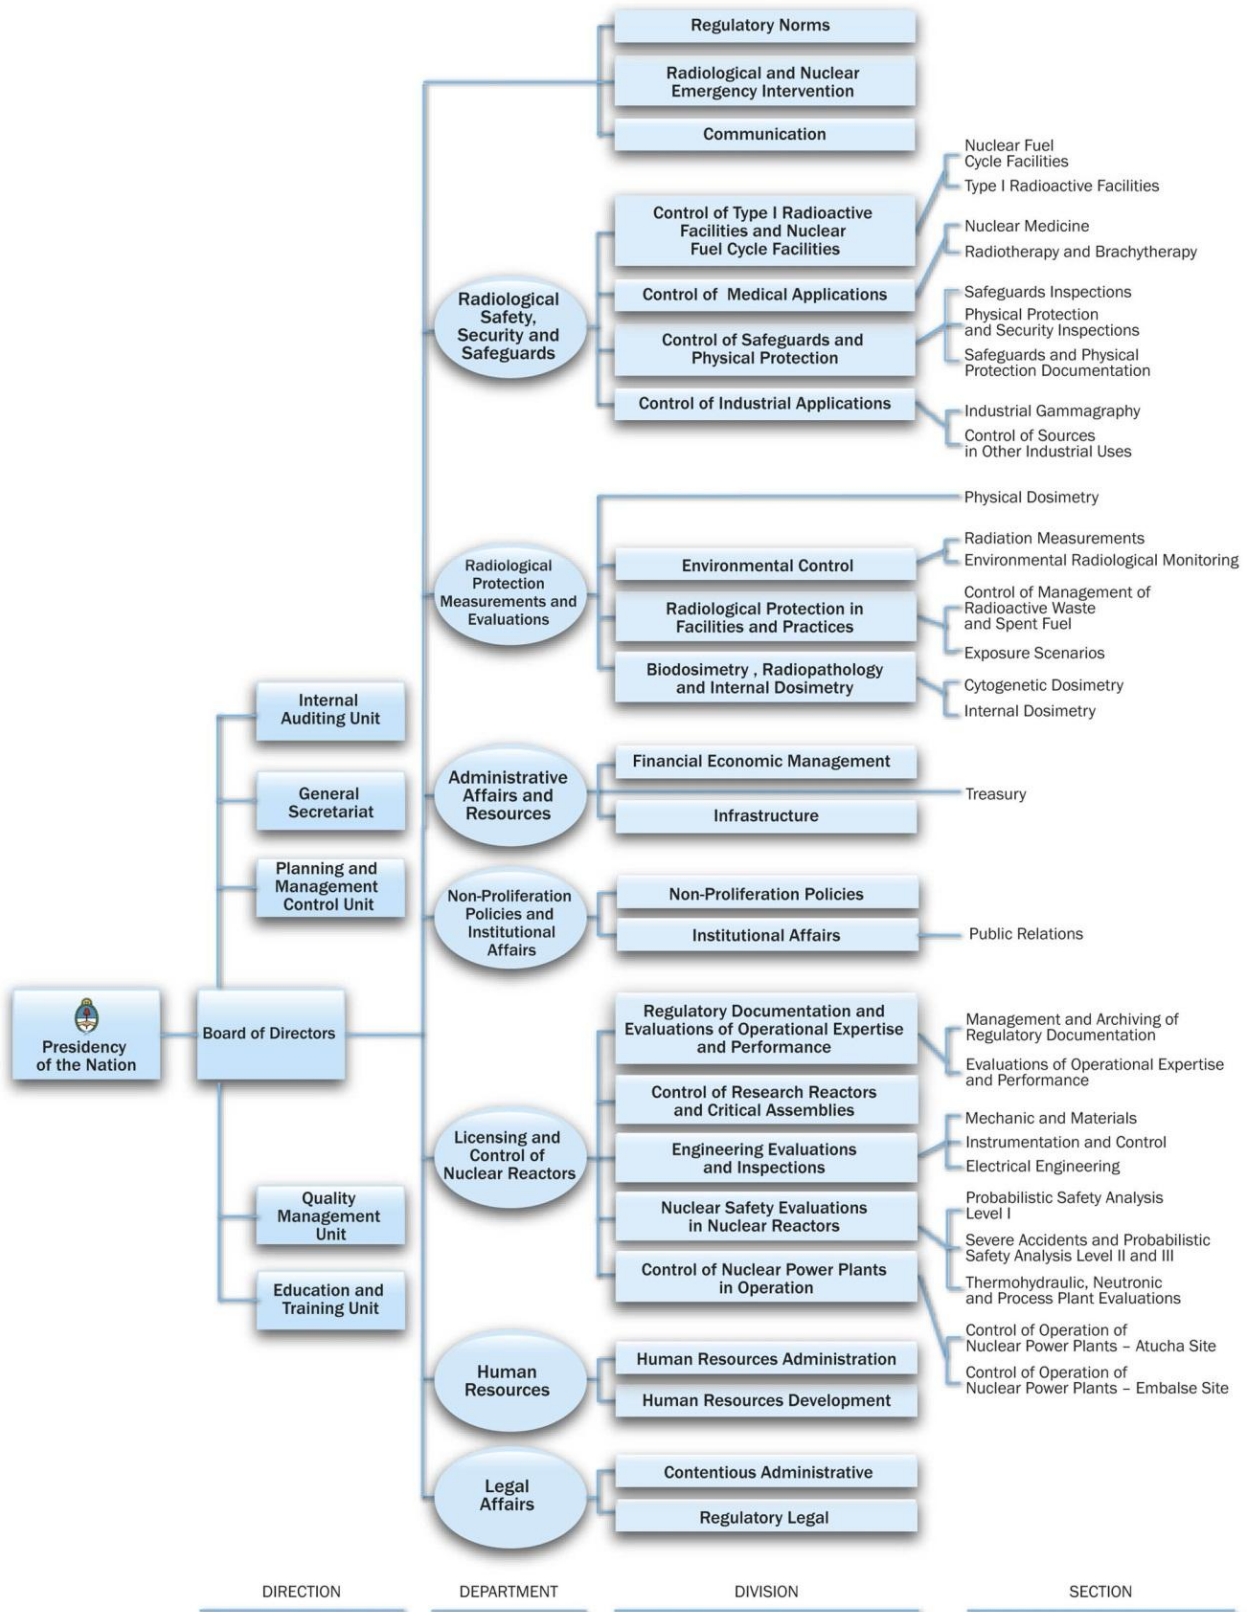 Regulatory Norms
Radiological and Nuclear
Emergency Intervention
Communication
Nuclear Fuel
Cycle Facilities
Type I Radioactive Facilities
Control of Type I Radioactive
Facilities and Nuclear
Fuel Cycle Facilities
Nuclear Medicine
Radiotherapy and Brachytherapy
Radiological
Safety,
Security and
Safeguards
Control of Medical Applications
Safeguards Inspections
Physical Protection
and Security Inspections
Safeguards and Physical
Protection Documentation
Control of Safeguards and
Physical Protection
Control of Industrial Applications
Industrial Gammagraphy
Control of Sources
in Other Industrial Uses
Physical Dosimetry
Radiological
Protection
Measurements and
Evaluations
Environmental Control
Radiation Measurements
Environmental Radiological Monitoring
Radiological Protection in
Facilities and Practices
Control of Management of
Radioactive Waste
and Spent Fuel
Exposure Scenarios
Biodosimetry , Radiopathology
and Internal Dosimetry
Cytogenetic Dosimetry
Internal Dosimetry
Internal
Auditing Unit
General
Secretariat
Planning and
Management
Control Unit
Administrative
Affairs and
Resources
Financial Economic Management
Treasury
Infrastructure
Non-Proliferation
Policies and
Institutional
Affairs
Non-Proliferation Policies
Institutional Affairs
Public Relations
Presidency
of the Nation
Board of Directors
Regulatory Documentation and
Evaluations of Operational Expertise
and Performance
Management and Archiving of
Regulatory Documentation
Evaluations of Operational Expertise
and Performance
Control of Research Reactors
and Critical Assemblies
Licensing and
Control of
Nuclear Reactors
Engineering Evaluations
and Inspections
Mechanic and Materials
Instrumentation and Control
Electrical Engineering
Quality
Management
Unit
Nuclear Safety Evaluations
in Nuclear Reactors
Probabilistic Safety Analysis
Level I
Severe Accidents and Probabilistic
Safety Analysis Level II and III
Thermohydraulic, Neutronic
and Process Plant Evaluations
Education and
Training Unit
Control of Nuclear Power Plants
in Operation
Control of Operation of
Nuclear Power Plants – Atucha Site
Control of Operation of
Nuclear Power Plants – Embalse Site
Human
Resources
Human Resources Administration
Human Resources Development
Legal
Affairs
Contentious Administrative
Regulatory Legal
DIRECTION
DEPARTMENT
DIVISION
SECTION